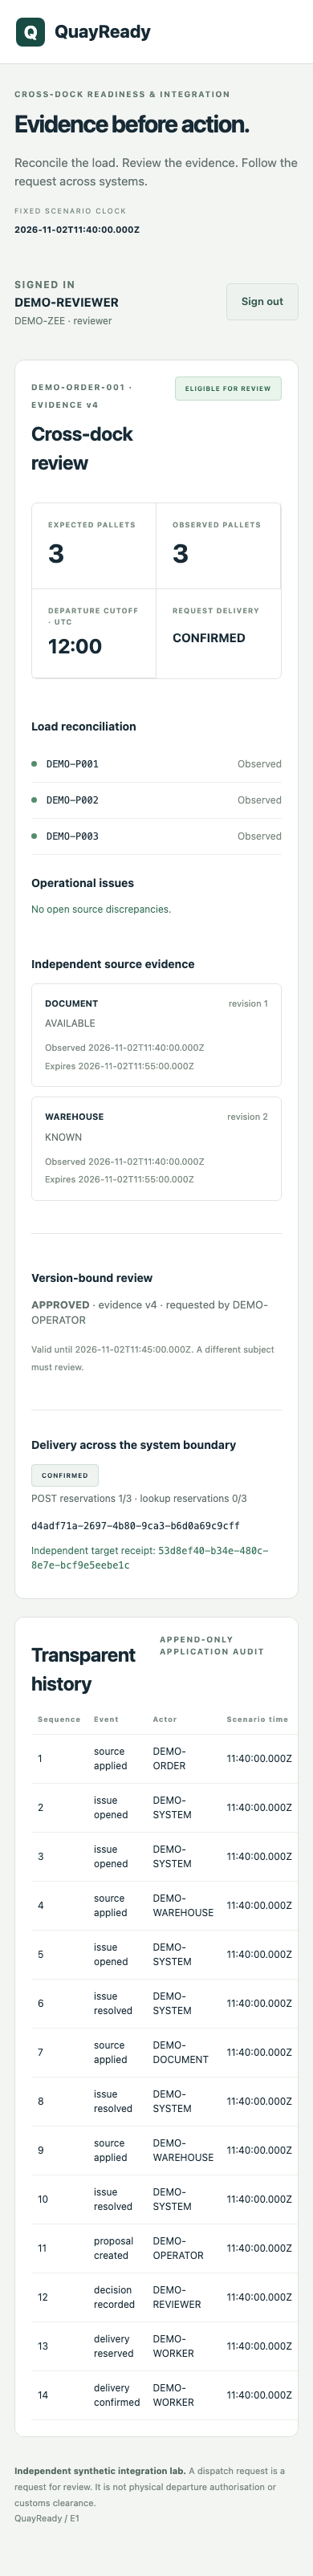 Q QuayReady
CROSS-DOCK READINESS & INTEGRATION
Evidence before action.
Reconcile the load. Review the evidence. Follow the
request across systems.
FIXED SCENARIO CLOCK
2026-11-02T11:40:00.000Z
SIGNED IN
DEMO-REVIEWER
DEMO-ZEE · reviewer
Sign out
DEMO-ORDER-001 ·
EVIDENCE v4
ELIGIBLE FOR REVIEW
Cross-dock
review
EXPECTED PALLETS
3
OBSERVED PALLETS
3
DEPARTURE CUTOFF
· UTC
12:00
REQUEST DELIVERY
CONFIRMED
Load reconciliation
DEMO-P001 Observed
DEMO-P002 Observed
DEMO-P003 Observed
Operational issues
No open source discrepancies.
Independent source evidence
DOCUMENT revision 1
AVAILABLE
Observed 2026-11-02T11:40:00.000Z
Expires 2026-11-02T11:55:00.000Z
WAREHOUSE revision 2
KNOWN
Observed 2026-11-02T11:40:00.000Z
Expires 2026-11-02T11:55:00.000Z
Version-bound review
APPROVED · evidence v4 · requested by DEMO-
OPERATOR
Valid until 2026-11-02T11:45:00.000Z. A different subject
must review.
Delivery across the system boundary
CONFIRMED
POST reservations 1/3 · lookup reservations 0/3
d4adf71a-2697-4b80-9ca3-b6d0a69c9cff
Independent target receipt: 53d8ef40-b34e-480c-
8e7e-bcf9e5eebe1c
Transparent
history
APPEND-ONLY
APPLICATION AUDIT
Sequence Event Actor Scenario time
1 source applied DEMO-ORDER 11:40:00.000Z
2 issue opened DEMO-SYSTEM 11:40:00.000Z
3 issue opened DEMO-SYSTEM 11:40:00.000Z
4 source applied DEMO-WAREHOUSE 11:40:00.000Z
5 issue opened DEMO-SYSTEM 11:40:00.000Z
6 issue resolved DEMO-SYSTEM 11:40:00.000Z
7 source applied DEMO-DOCUMENT 11:40:00.000Z
8 issue resolved DEMO-SYSTEM 11:40:00.000Z
9 source applied DEMO-WAREHOUSE 11:40:00.000Z
10 issue resolved DEMO-SYSTEM 11:40:00.000Z
11 proposal created DEMO-OPERATOR 11:40:00.000Z
12 decision recorded DEMO-REVIEWER 11:40:00.000Z
13 delivery reserved DEMO-WORKER 11:40:00.000Z
14 delivery confirmed DEMO-WORKER 11:40:00.000Z
Independent synthetic integration lab. A dispatch request is a
request for review. It is not physical departure authorisation or
customs clearance.
QuayReady / E1